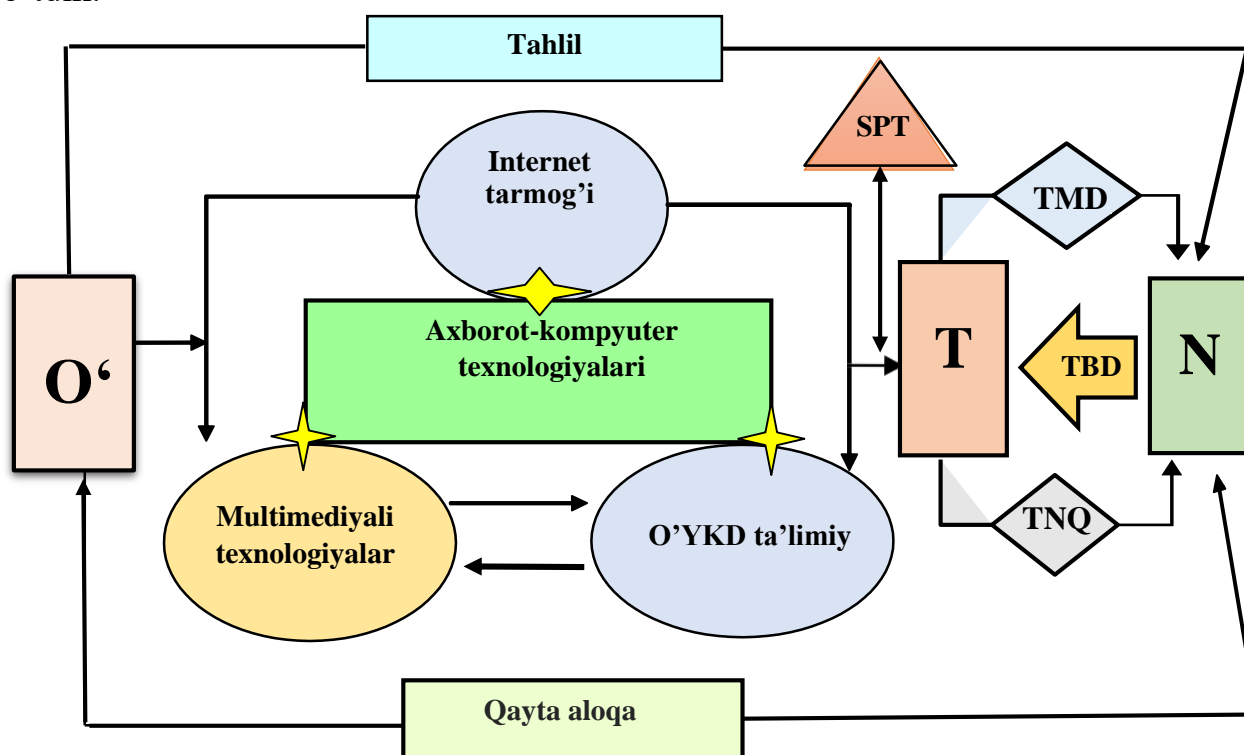 Tahlil
SPT
Internet
tarmog’i
TMD
Axborot-kompyuter
texnologiyalari
O‘
T
TBD
N
Multimediyali
texnologiyalar
O’YKD ta’limiy
TNQ
Qayta aloqa